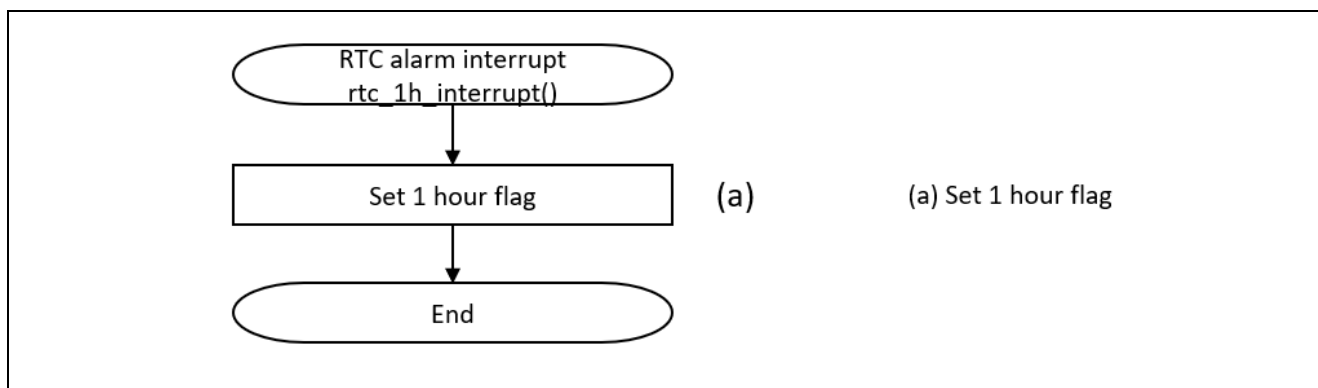 RTC alarm interrupt
rtc_1h_interrupt()
Set 1 hour flag
(a)
(a) Set 1 hour flag
End